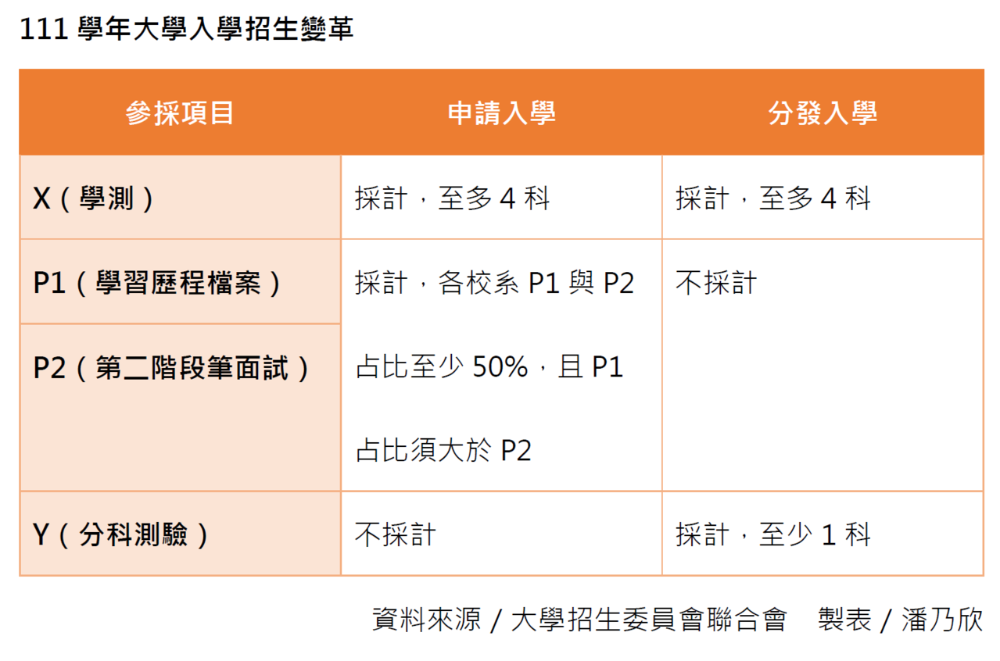 111 學年大學入學招生變革
參採項目 申請入學 分發入學
X（學測） 採計，至多 4 科 採計，至多 4 科
P1（學習歷程檔案） 採計，各校系 P1 與 P2 不採計
P2（第二階段筆面試） 占比至少 50%，且 P1
占比須大於 P2
Y（分科測驗） 不採計 採計，至少 1 科
資料來源 / 大學招生委員會聯合會　製表 / 潘乃欣